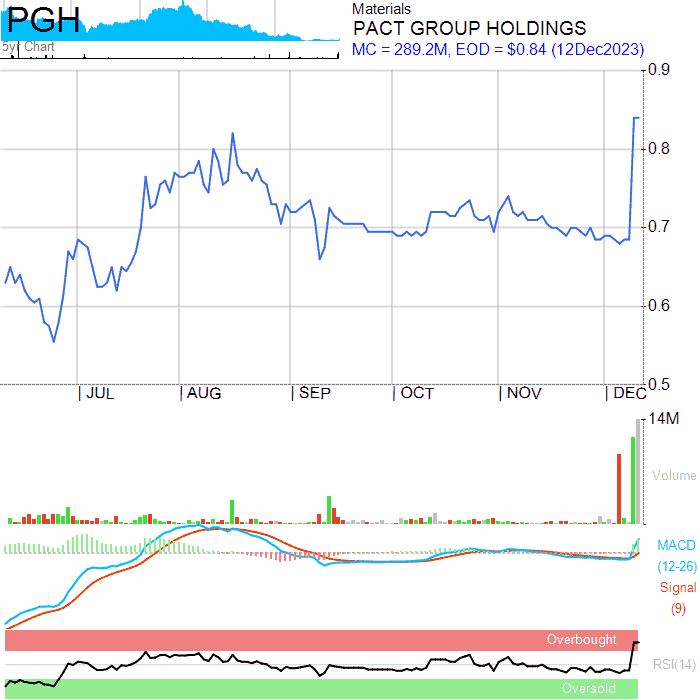 PGH
5yr Chart
Materials
PACT GROUP HOLDINGS
MC = 289.2M, EOD = $0.84 (12Dec2023)
0.9
0.8
0.7
0.6
0.5
| JUL | AUG | SEP | OCT | NOV | DEC
14M
Volume
MACD
(12-26)
Signal
(9)
Overbought
RSI(14)
Oversold